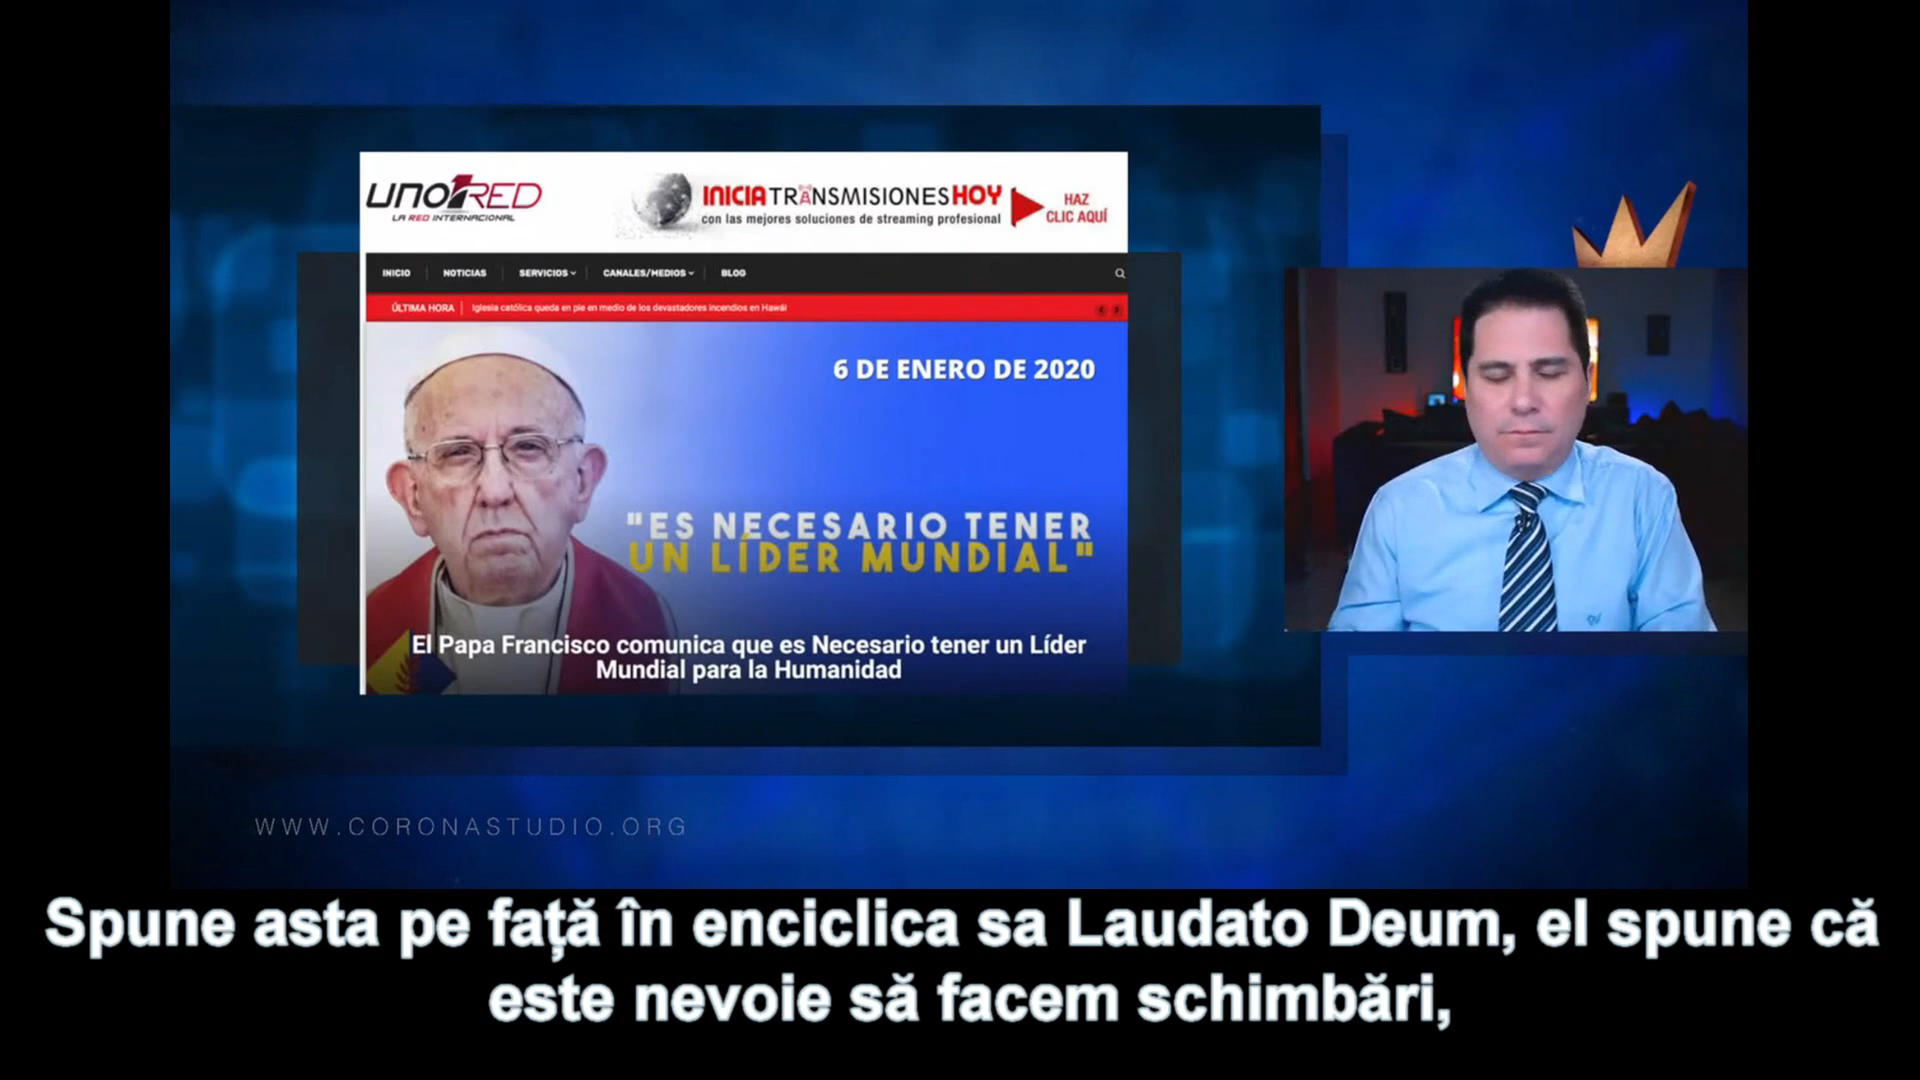 UNORED
LA RED INTERNACIONAL
INICIA TRANSMISIONES HOY
con las mejores soluciones de streaming profesional
HAZ
CLIC AQUÍ
INICIO
NOTICIAS
SERVICIOS
CANALES/MEDIOS
BLOG
ÚLTIMA HORA
Iglesia católica queda en pie en medio de los devastadores incendios en Hawái
6 DE ENERO DE 2020
"ES NECESARIO TENER
UN LÍDER MUNDIAL"
El Papa Francisco comunica que es Necesario tener un Líder
Mundial para la Humanidad
WWW.CORONASTUDIO.ORG
Spune asta pe față în enciclica sa Laudato Deum, el spune că
este nevoie să facem schimbări,